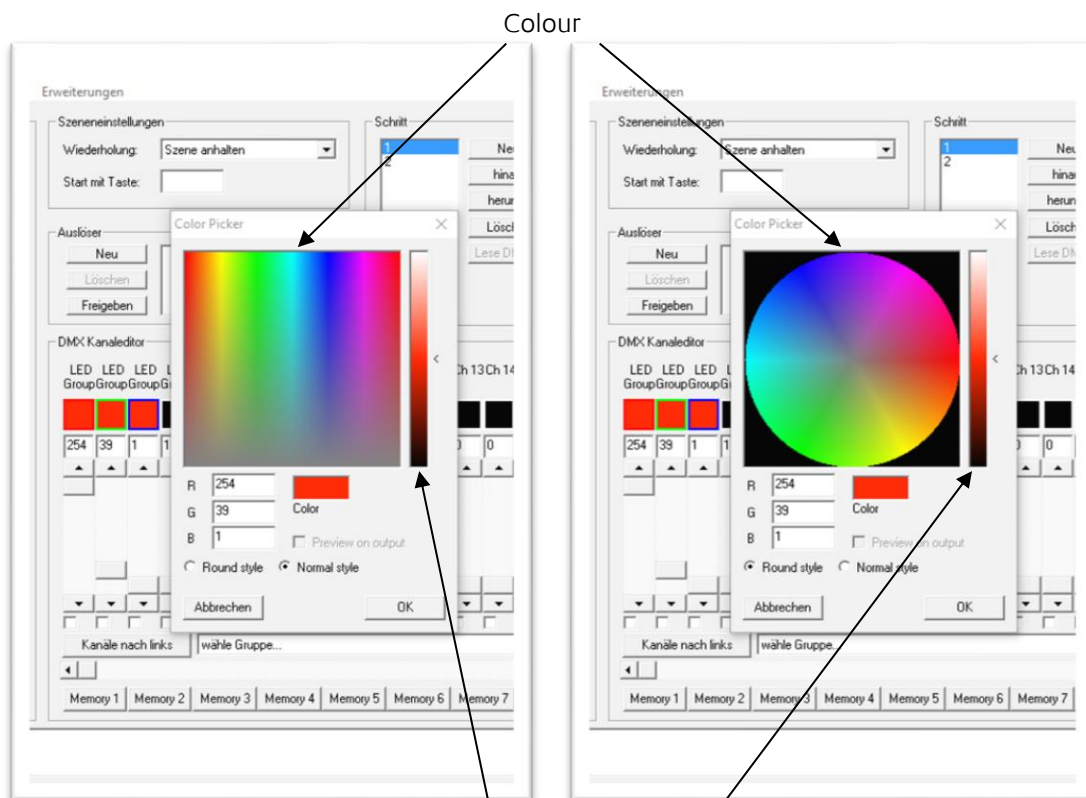 Colour
Erweiterungen
Szeneneinstellungen
Wiederholung: Szene anhalten
Start mit Taste:
Schritt
1
2
Auslöser
Neu
Löschen
Freigeben
DMX Kanaleditor
LED LED LED
Group Group Group
254 39 1
Color Picker
R 254
G 39
B 1
Color
Preview on output
Round style Normal style
Abbrechen OK
Ch 13 Ch 14
0
Kanäle nach links wähle Gruppe...
Memory 1 Memory 2 Memory 3 Memory 4 Memory 5 Memory 6 Memory 7
Erweiterungen
Szeneneinstellungen
Wiederholung: Szene anhalten
Start mit Taste:
Schritt
1
2
Auslöser
Neu
Löschen
Freigeben
DMX Kanaleditor
LED LED LED
Group Group Group
254 39 1
Color Picker
R 254
G 39
B 1
Color
Preview on output
Round style Normal style
Abbrechen OK
Ch 13 Ch 14
0
Kanäle nach links wähle Gruppe...
Memory 1 Memory 2 Memory 3 Memory 4 Memory 5 Memory 6 Memory 7